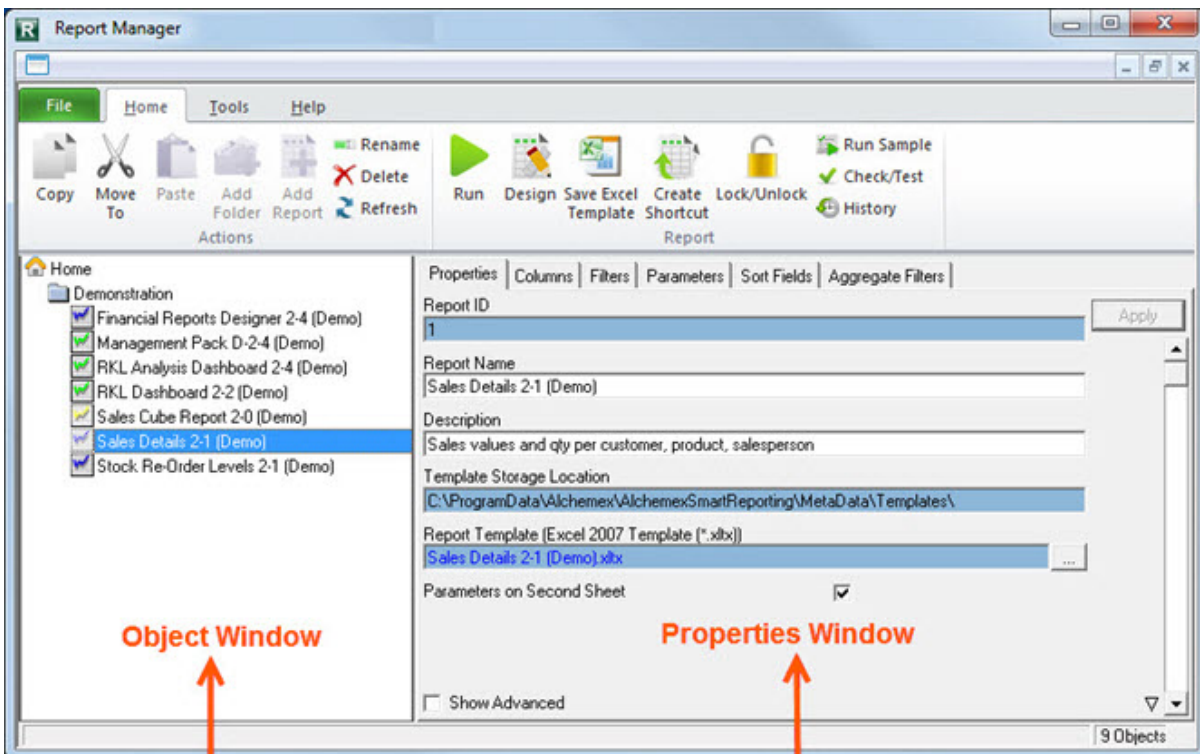 Report Manager
File Home Tools Help
Copy
Move To
Paste
Add Folder
Add Report
Rename
Delete
Refresh
Actions
Run
Design
Save Excel Template
Create Shortcut
Lock/Unlock
Run Sample
Check/Test
History
Report
Home
Demonstration
Financial Reports Designer 2-4 (Demo)
Management Pack D-2-4 (Demo)
RKL Analysis Dashboard 2-4 (Demo)
RKL Dashboard 2-2 (Demo)
Sales Cube Report 2-0 (Demo)
Sales Details 2-1 (Demo)
Stock Re-Order Levels 2-1 (Demo)
Object Window
Properties Columns Filters Parameters Sort Fields Aggregate Filters
Report ID
1
Apply
Report Name
Sales Details 2-1 (Demo)
Description
Sales values and qty per customer, product, salesperson
Template Storage Location
C:\ProgramData\Alchemex\AlchemexSmartReporting\MetaData\Templates\
Report Template (Excel 2007 Template (*.xltx))
Sales Details 2-1 (Demo).xltx
...
Parameters on Second Sheet
Properties Window
Show Advanced
9 Objects